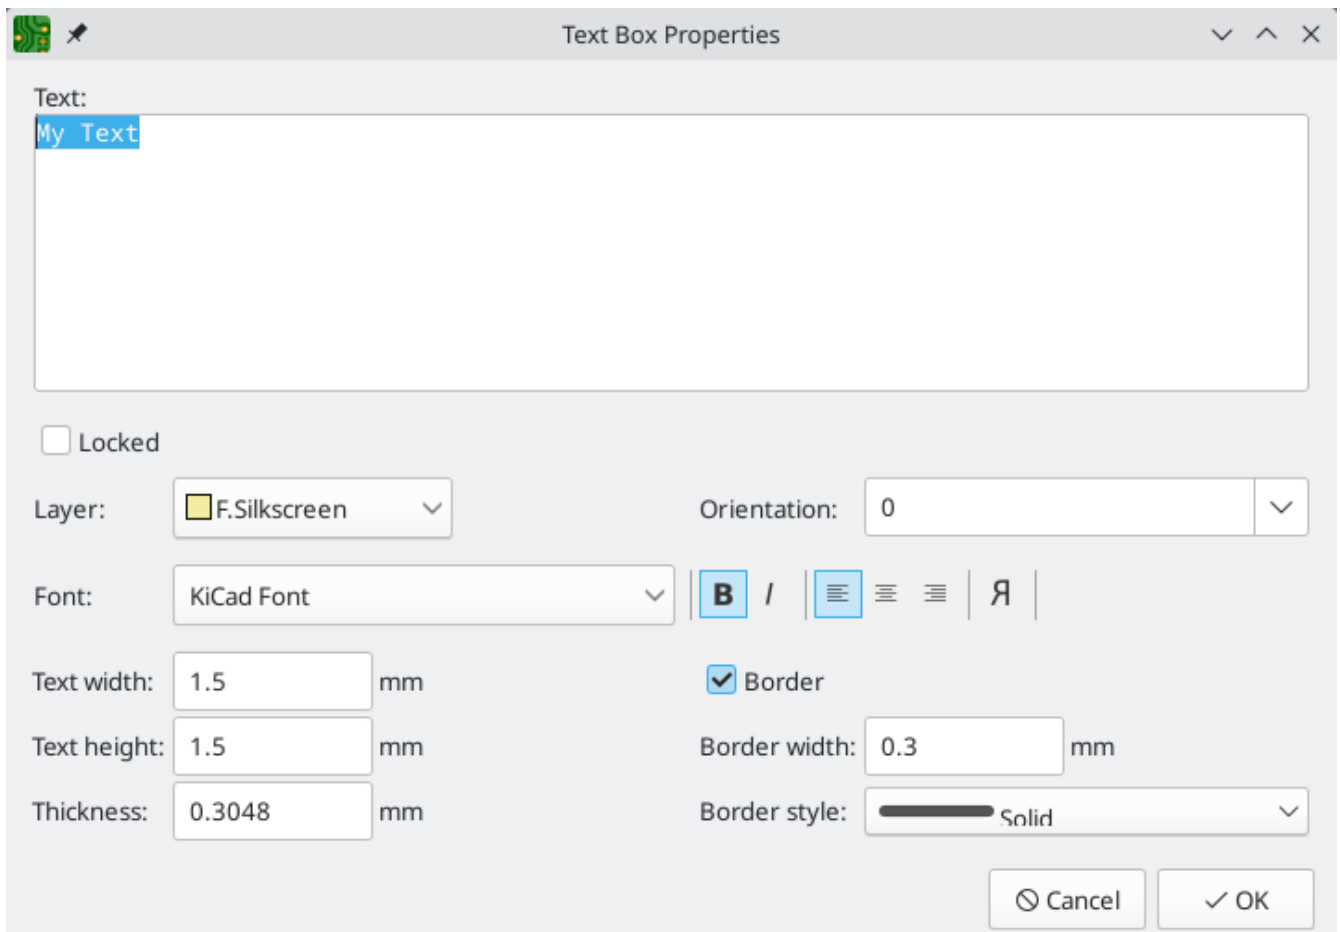 Text Box Properties
Text:
My Text
Locked
Layer: F.Silkscreen Orientation: 0
Font: KiCad Font B I Я
Text width: 1.5 mm Border
Text height: 1.5 mm Border width: 0.3 mm
Thickness: 0.3048 mm Border style: Solid
Cancel OK